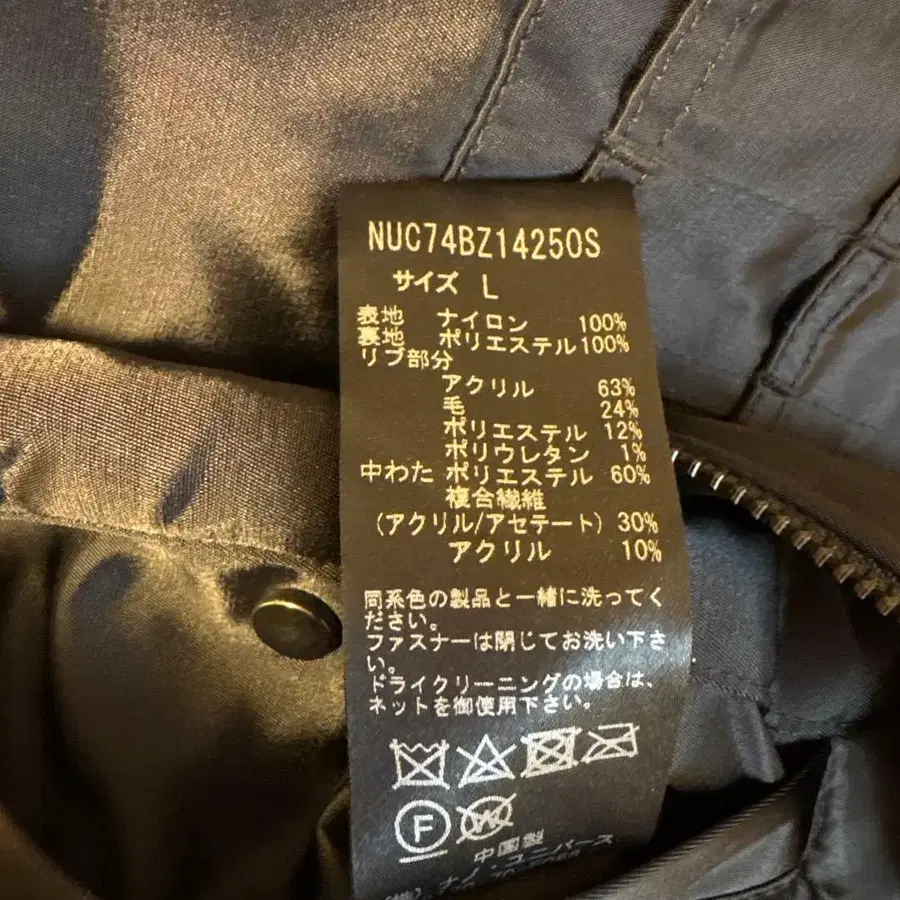 NUC74BZ14250S
サイズ L
表地 ナイロン 100%
裏地 ポリエステル 100%
リブ部分
アクリル 63%
毛 24%
ポリエステル 12%
ポリウレタン 1%
中わた ポリエステル 60%
複合繊維
(アクリル/アセテート) 30%
アクリル 10%
同系色の製品と一緒に洗ってく
ださい。
ファスナーは閉じてお洗い下さ
い。
ドライクリーニングの場合は、
ネットを御使用下さい。
F
W
中国製
(株)ナノ・ユニバース